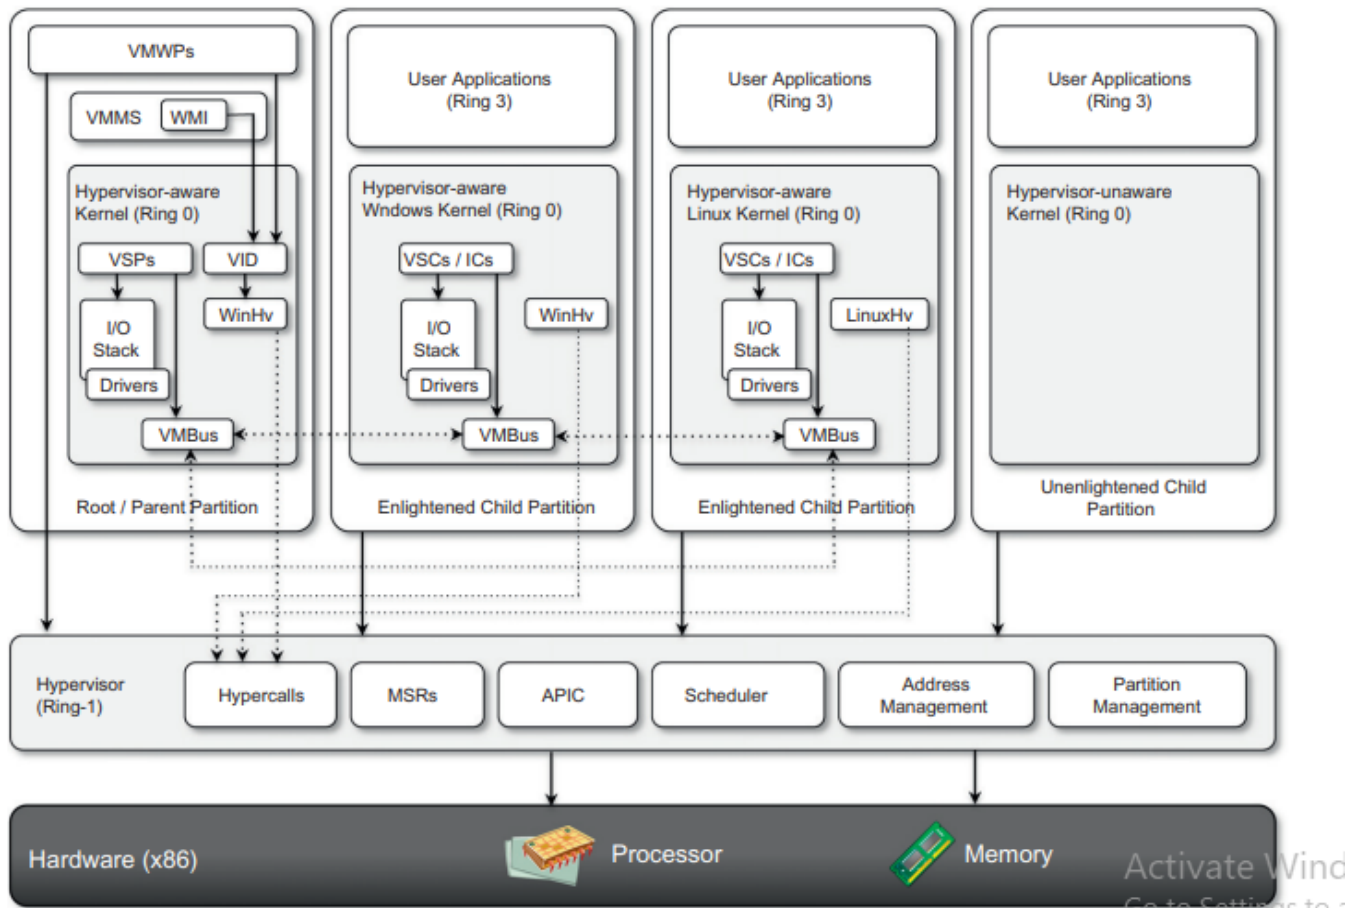 VMWPs
VMMS
WMI
Hypervisor-aware
Kernel (Ring 0)
VSPs
VID
I/O
Stack
WinHv
Drivers
VMBus
Root / Parent Partition
User Applications
(Ring 3)
Hypervisor-aware
Wndows Kernel (Ring 0)
VSCs / ICs
I/O
Stack
WinHv
Drivers
VMBus
Enlightened Child Partition
User Applications
(Ring 3)
Hypervisor-aware
Linux Kernel (Ring 0)
VSCs / ICs
I/O
Stack
LinuxHv
Drivers
VMBus
Enlightened Child Partition
User Applications
(Ring 3)
Hypervisor-unaware
Kernel (Ring 0)
Unenlightened Child
Partition
Hypervisor
(Ring-1)
Hypercalls
MSRs
APIC
Scheduler
Address
Management
Partition
Management
Hardware (x86)
Processor
Memory
Activate Wind
Go to Settings to a